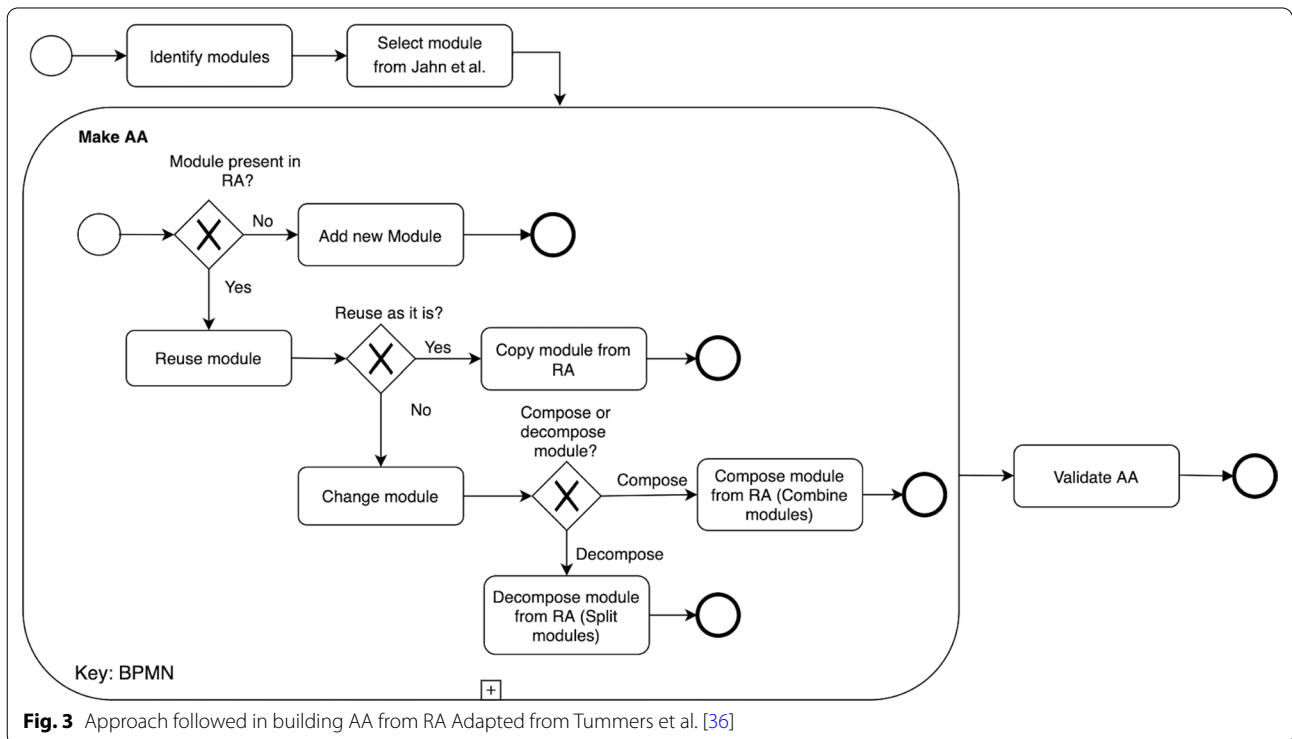 Identify modules
Select module
from Jahn et al.
Make AA
Module present in
RA?
No
Add new Module
Yes
Reuse as it is?
Reuse module
Yes
Copy module from
RA
No
Compose or
decompose
module?
Change module
Compose
Compose module
from RA (Combine
modules)
Validate AA
Decompose
Decompose module
from RA (Split
modules)
Key: BPMN
Fig. 3 Approach followed in building AA from RA Adapted from Tummers et al. [36]